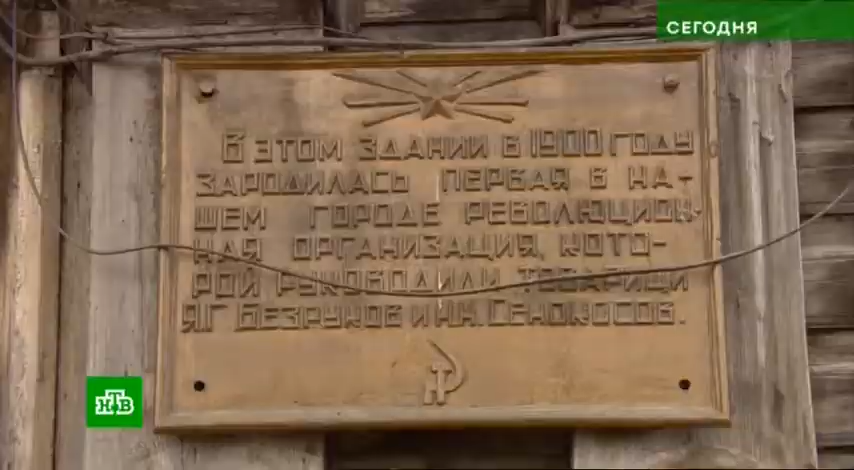 СЕГОДНЯ
В ЭТОМ ЗДАНИИ В 1900 ГОДУ
ЗАРОДИЛАСЬ ПЕРВАЯ В НА-
ШЕМ ГОРОДЕ РЕВОЛЮЦИОН-
НАЯ ОРГАНИЗАЦИЯ, КОТО-
РОЙ РУКОВОДИЛИ ТОВАРИЩИ
Я.Г. БЕЗРУКОВ И Н.К. СЕНОКОСОВ.
НТВ